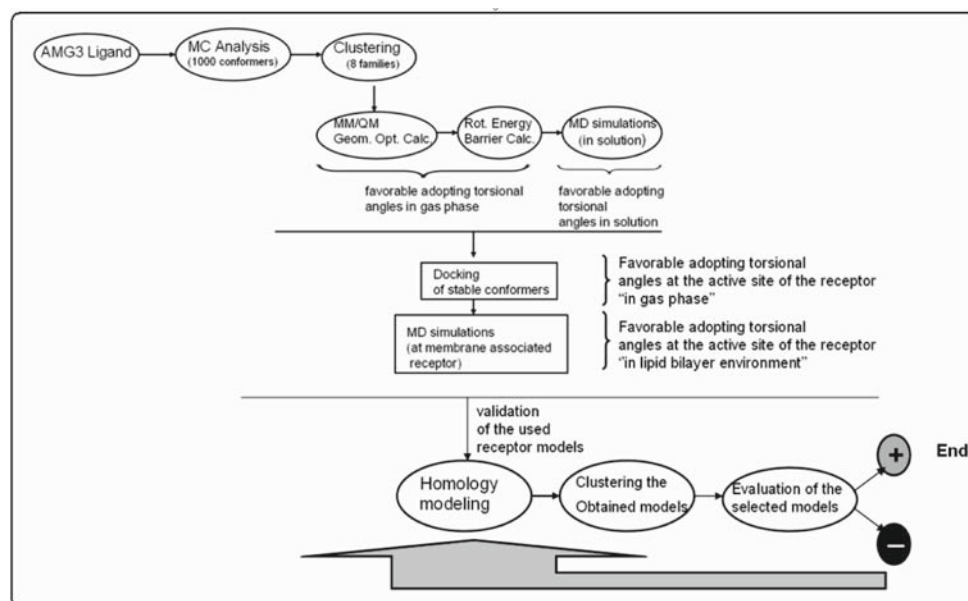 AMG3 Ligand
MC Analysis
(1000 conformers)
Clustering
(8 families)
MM/QM
Geom. Opt. Calc.
Rot. Energy
Barrier Calc.
MD simulations
(in solution)
favorable adopting torsional
angles in gas phase
favorable adopting
torsional
angles in solution
Docking
of stable conformers
Favorable adopting torsional
angles at the active site of the receptor
"in gas phase"
MD simulations
(at membrane associated
receptor)
Favorable adopting torsional
angles at the active site of the receptor
"in lipid bilayer environment"
validation
of the used
receptor models
Homology
modeling
Clustering the
Obtained models
Evaluation of the
selected models
+
End
−